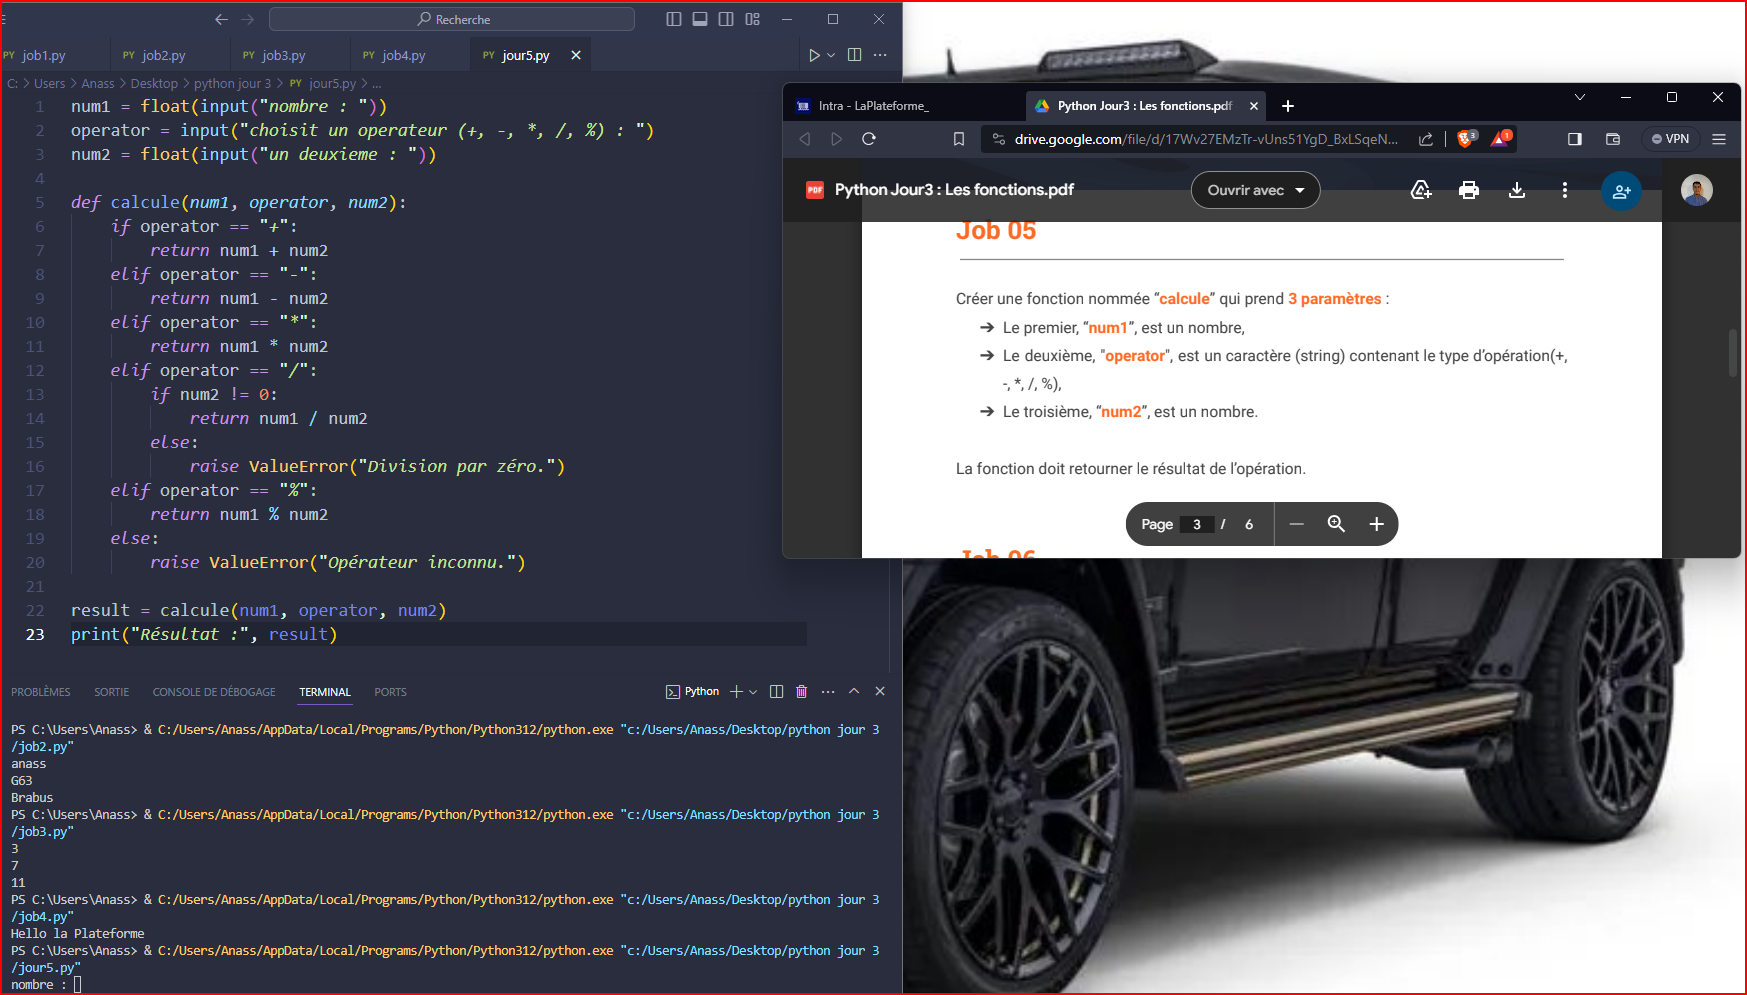 Recherche
job1.py
job2.py
job3.py
job4.py
jour5.py
C: > Users > Anass > Desktop > python jour 3 > jour5.py > ...
1 num1 = float(input("nombre : "))
2 operator = input("choisit un operateur (+, -, *, /, %) : ")
3 num2 = float(input("un deuxieme : "))
4
5 def calcule(num1, operator, num2):
6 if operator == "+":
7 return num1 + num2
8 elif operator == "-":
9 return num1 - num2
10 elif operator == "*":
11 return num1 * num2
12 elif operator == "/":
13 if num2 != 0:
14 return num1 / num2
15 else:
16 raise ValueError("Division par zéro.")
17 elif operator == "%":
18 return num1 % num2
19 else:
20 raise ValueError("Opérateur inconnu.")
21
22 result = calcule(num1, operator, num2)
23 print("Résultat :", result)
PROBLÈMES SORTIE CONSOLE DE DÉBOGAGE TERMINAL PORTS
Python
PS C:\Users\Anass> & C:/Users/Anass/AppData/Local/Programs/Python/Python312/python.exe "c:/Users/Anass/Desktop/python jour 3
/job2.py"
anass
G63
Brabus
PS C:\Users\Anass> & C:/Users/Anass/AppData/Local/Programs/Python/Python312/python.exe "c:/Users/Anass/Desktop/python jour 3
/job3.py"
3
7
11
PS C:\Users\Anass> & C:/Users/Anass/AppData/Local/Programs/Python/Python312/python.exe "c:/Users/Anass/Desktop/python jour 3
/job4.py"
Hello la Plateforme
PS C:\Users\Anass> & C:/Users/Anass/AppData/Local/Programs/Python/Python312/python.exe "c:/Users/Anass/Desktop/python jour 3
/jour5.py"
nombre :
Intra - LaPlateforme_
Python Jour3 : Les fonctions.pdf
drive.google.com/file/d/17Wv27EMzTr-vUns51YgD_BxLSqeN...
3
1
VPN
PDF
Python Jour3 : Les fonctions.pdf
Ouvrir avec
Job 05
Créer une fonction nommée “calcule” qui prend 3 paramètres :
➔ Le premier, “num1”, est un nombre,
➔ Le deuxième, "operator", est un caractère (string) contenant le type d’opération(+,
-, *, /, %),
➔ Le troisième, “num2”, est un nombre.
La fonction doit retourner le résultat de l’opération.
Page 3 / 6
Job 06